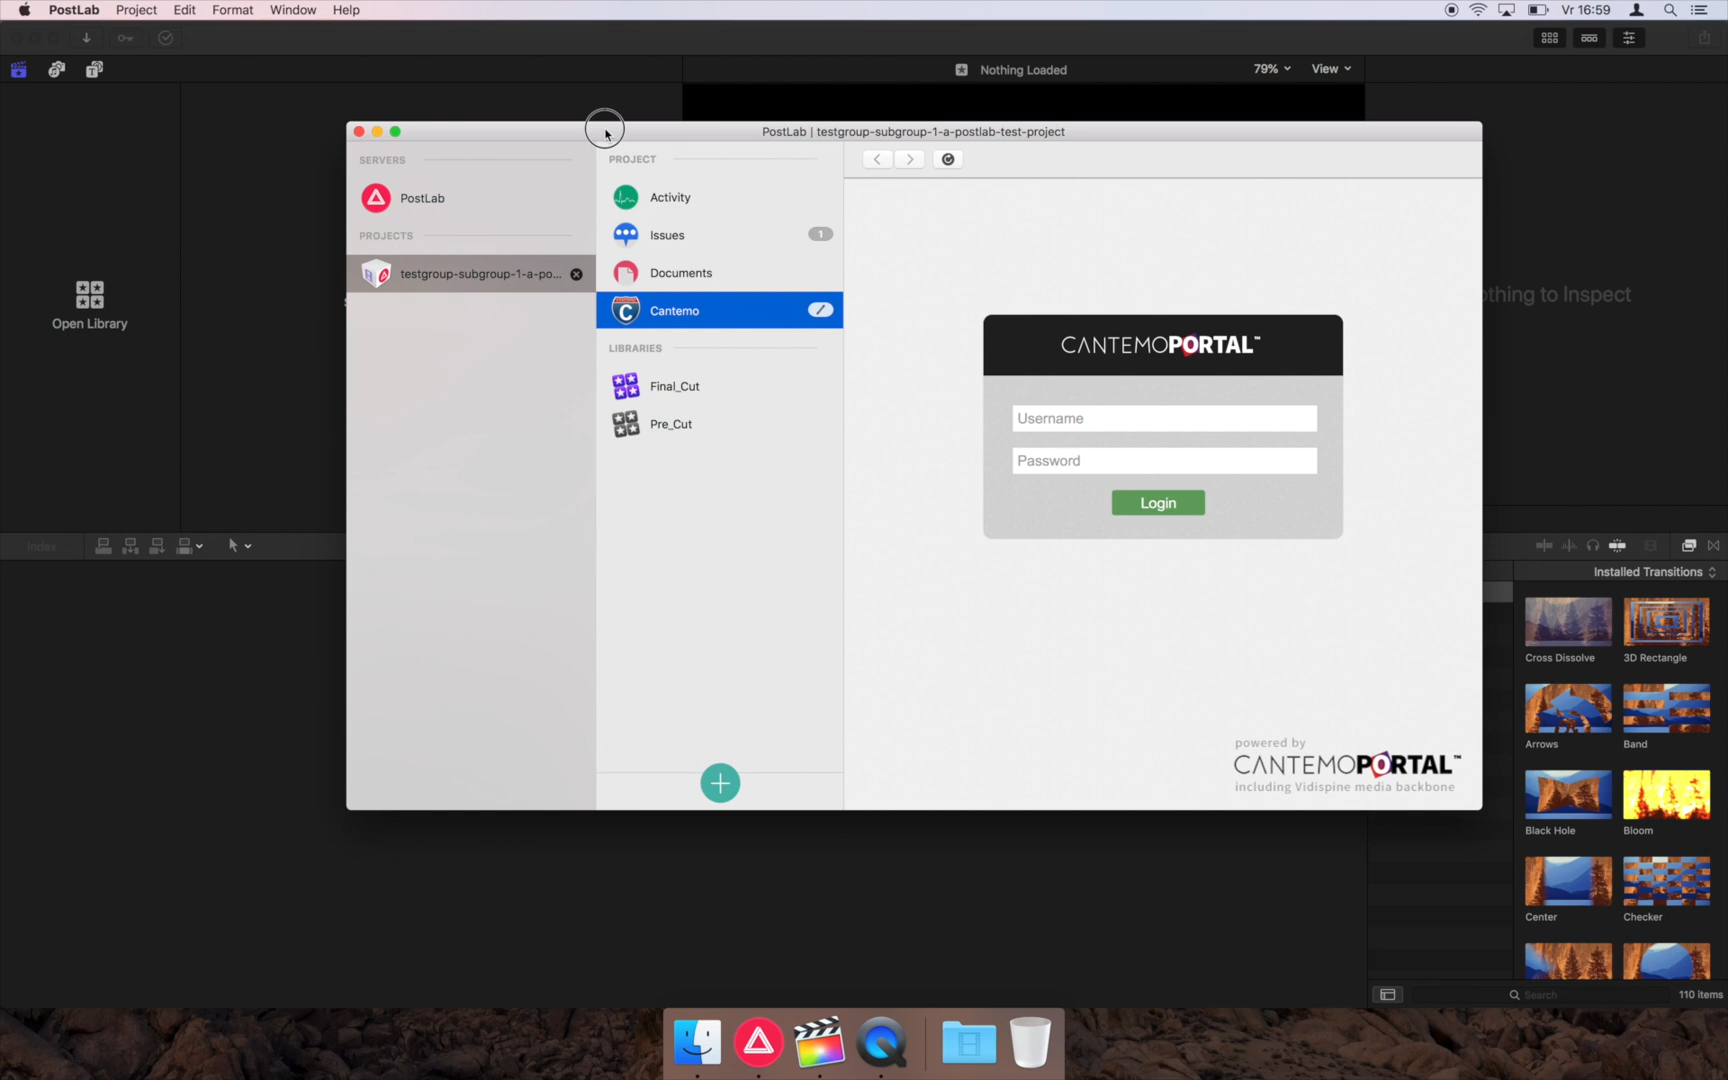 PostLab Project Edit Format Window Help Vr 16:59
Nothing Loaded 79% View
PostLab | testgroup-subgroup-1-a-postlab-test-project
SERVERS
PostLab
PROJECTS
testgroup-subgroup-1-a-po...
PROJECT
Activity
Issues 1
Documents
Cantemo
LIBRARIES
Final_Cut
Pre_Cut
CANTEMOPORTAL™
Username
Password
Login
powered by
CANTEMOPORTAL™
including Vidispine media backbone
Open Library
othing to Inspect
Index
Installed Transitions
Cross Dissolve 3D Rectangle
Arrows Band
Black Hole Bloom
Center Checker
Search 110 items